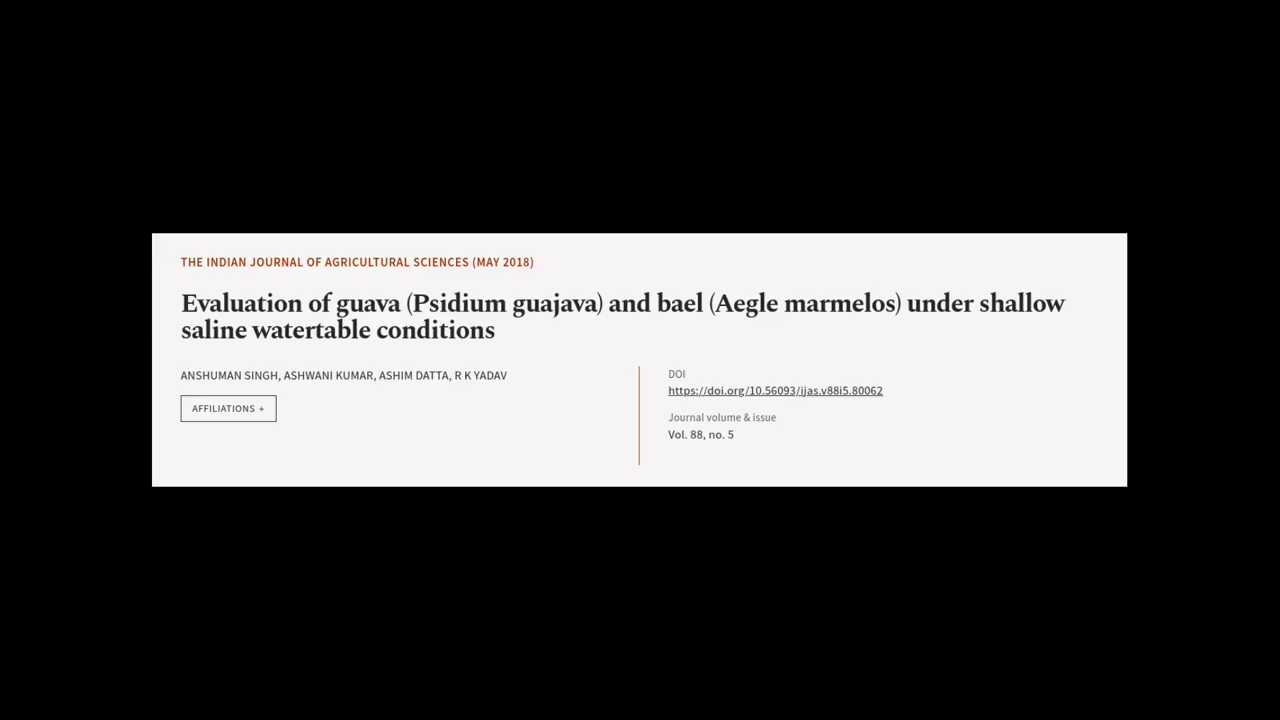 THE INDIAN JOURNAL OF AGRICULTURAL SCIENCES (MAY 2018)
Evaluation of guava (Psidium guajava) and bael (Aegle marmelos) under shallow
saline watertable conditions
ANSHUMAN SINGH, ASHWANI KUMAR, ASHIM DATTA, R K YADAV
AFFILIATIONS +
DOI
https://doi.org/10.56093/ijas.v88i5.80062
Journal volume & issue
Vol. 88, no. 5